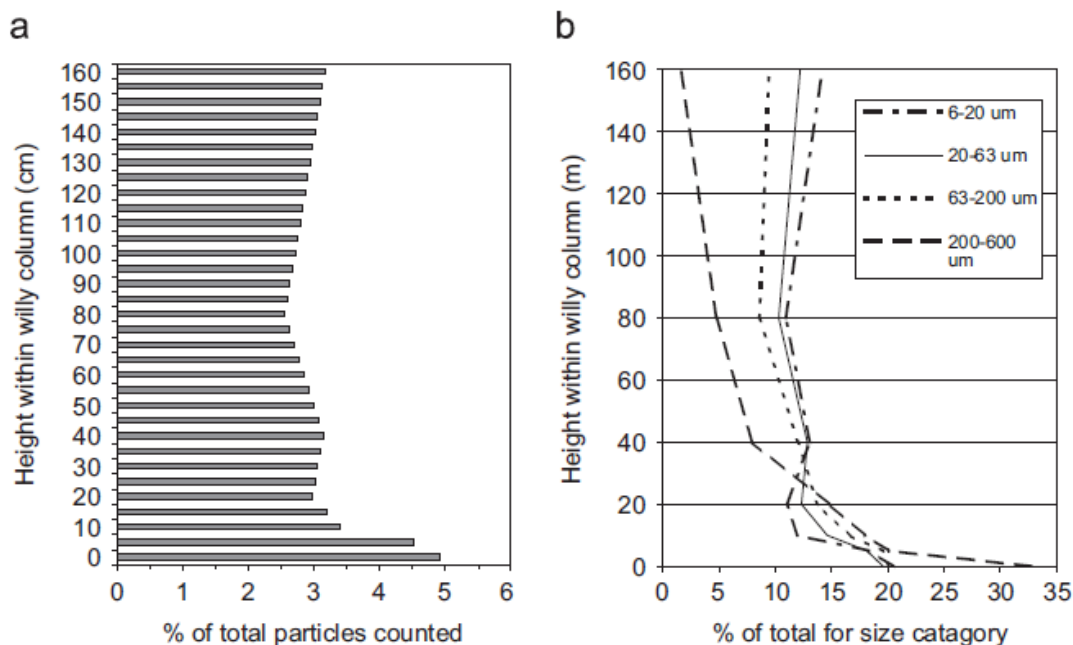 a
160
150
140
130
120
110
100
90
80
70
60
50
40
30
20
10
0
Height within willy column (cm)
0 1 2 3 4 5 6
% of total particles counted
b
160
140
120
100
80
60
40
20
0
Height within willy column (m)
6-20 um
20-63 um
63-200 um
200-600
um
0 5 10 15 20 25 30 35
% of total for size catagory